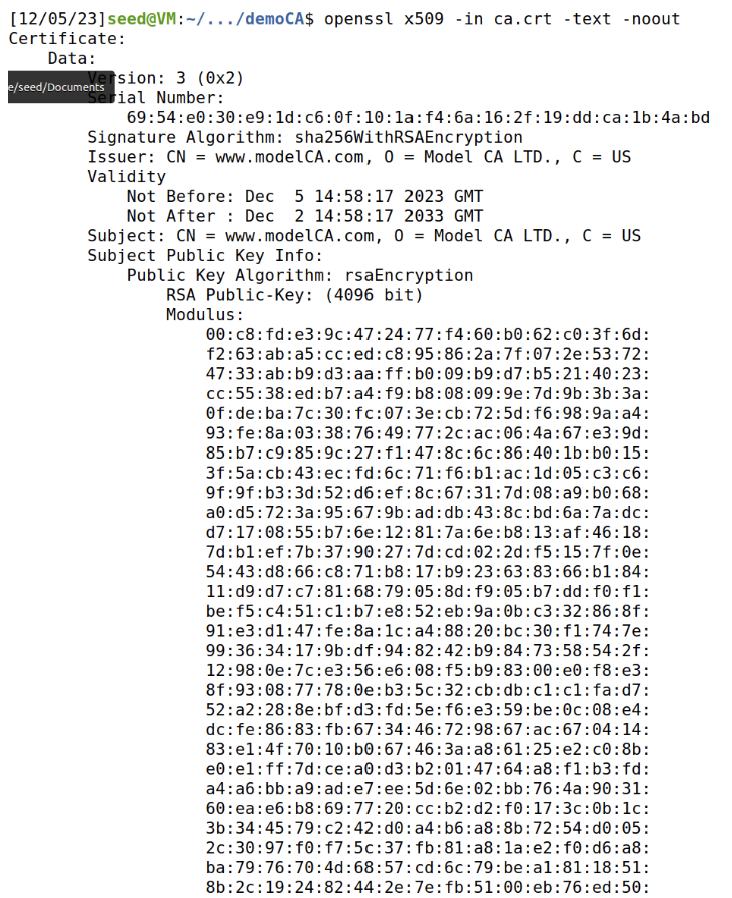 [12/05/23]seed@VM:~/.../demoCA$ openssl x509 -in ca.crt -text -noout
Certificate:
    Data:
        Version: 3 (0x2)
e/seed/Documents
        Serial Number:
            69:54:e0:30:e9:1d:c6:0f:10:1a:f4:6a:16:2f:19:dd:ca:1b:4a:bd
        Signature Algorithm: sha256WithRSAEncryption
        Issuer: CN = www.modelCA.com, O = Model CA LTD., C = US
        Validity
            Not Before: Dec  5 14:58:17 2023 GMT
            Not After : Dec  2 14:58:17 2033 GMT
        Subject: CN = www.modelCA.com, O = Model CA LTD., C = US
        Subject Public Key Info:
            Public Key Algorithm: rsaEncryption
                RSA Public-Key: (4096 bit)
                Modulus:
                    00:c8:fd:e3:9c:47:24:77:f4:60:b0:62:c0:3f:6d:
                    f2:63:ab:a5:cc:ed:c8:95:86:2a:7f:07:2e:53:72:
                    47:33:ab:b9:d3:aa:ff:b0:09:b9:d7:b5:21:40:23:
                    cc:55:38:ed:b7:a4:f9:b8:08:09:9e:7d:9b:3b:3a:
                    0f:de:ba:7c:30:fc:07:3e:cb:72:5d:f6:98:9a:a4:
                    93:fe:8a:03:38:76:49:77:2c:ac:06:4a:67:e3:9d:
                    85:b7:c9:85:9c:27:f1:47:8c:6c:86:40:1b:b0:15:
                    3f:5a:cb:43:ec:fd:6c:71:f6:b1:ac:1d:05:c3:c6:
                    9f:9f:b3:3d:52:d6:ef:8c:67:31:7d:08:a9:b0:68:
                    a0:d5:72:3a:95:67:9b:ad:db:43:8c:bd:6a:7a:dc:
                    d7:17:08:55:b7:6e:12:81:7a:6e:b8:13:af:46:18:
                    7d:b1:ef:7b:37:90:27:7d:cd:02:2d:f5:15:7f:0e:
                    54:43:d8:66:c8:71:b8:17:b9:23:63:83:66:b1:84:
                    11:d9:d7:c7:81:68:79:05:8d:f9:05:b7:dd:f0:f1:
                    be:f5:c4:51:c1:b7:e8:52:eb:9a:0b:c3:32:86:8f:
                    91:e3:d1:47:fe:8a:1c:a4:88:20:bc:30:f1:74:7e:
                    99:36:34:17:9b:df:94:82:42:b9:84:73:58:54:2f:
                    12:98:0e:7c:e3:56:e6:08:f5:b9:83:00:e0:f8:e3:
                    8f:93:08:77:78:0e:b3:5c:32:cb:db:c1:c1:fa:d7:
                    52:a2:28:8e:bf:d3:fd:5e:f6:e3:59:be:0c:08:e4:
                    dc:fe:86:83:fb:67:34:46:72:98:67:ac:67:04:14:
                    83:e1:4f:70:10:b0:67:46:3a:a8:61:25:e2:c0:8b:
                    e0:e1:ff:7d:ce:a0:d3:b2:01:47:64:a8:f1:b3:fd:
                    a4:a6:bb:a9:ad:e7:ee:5d:6e:02:bb:76:4a:90:31:
                    60:ea:e6:b8:69:77:20:cc:b2:d2:f0:17:3c:0b:1c:
                    3b:34:45:79:c2:42:d0:a4:b6:a8:8b:72:54:d0:05:
                    2c:30:97:f0:f7:5c:37:fb:81:a8:1a:e2:f0:d6:a8:
                    ba:79:76:70:4d:68:57:cd:6c:79:be:a1:81:18:51:
                    8b:2c:19:24:82:44:2e:7e:fb:51:00:eb:76:ed:50: